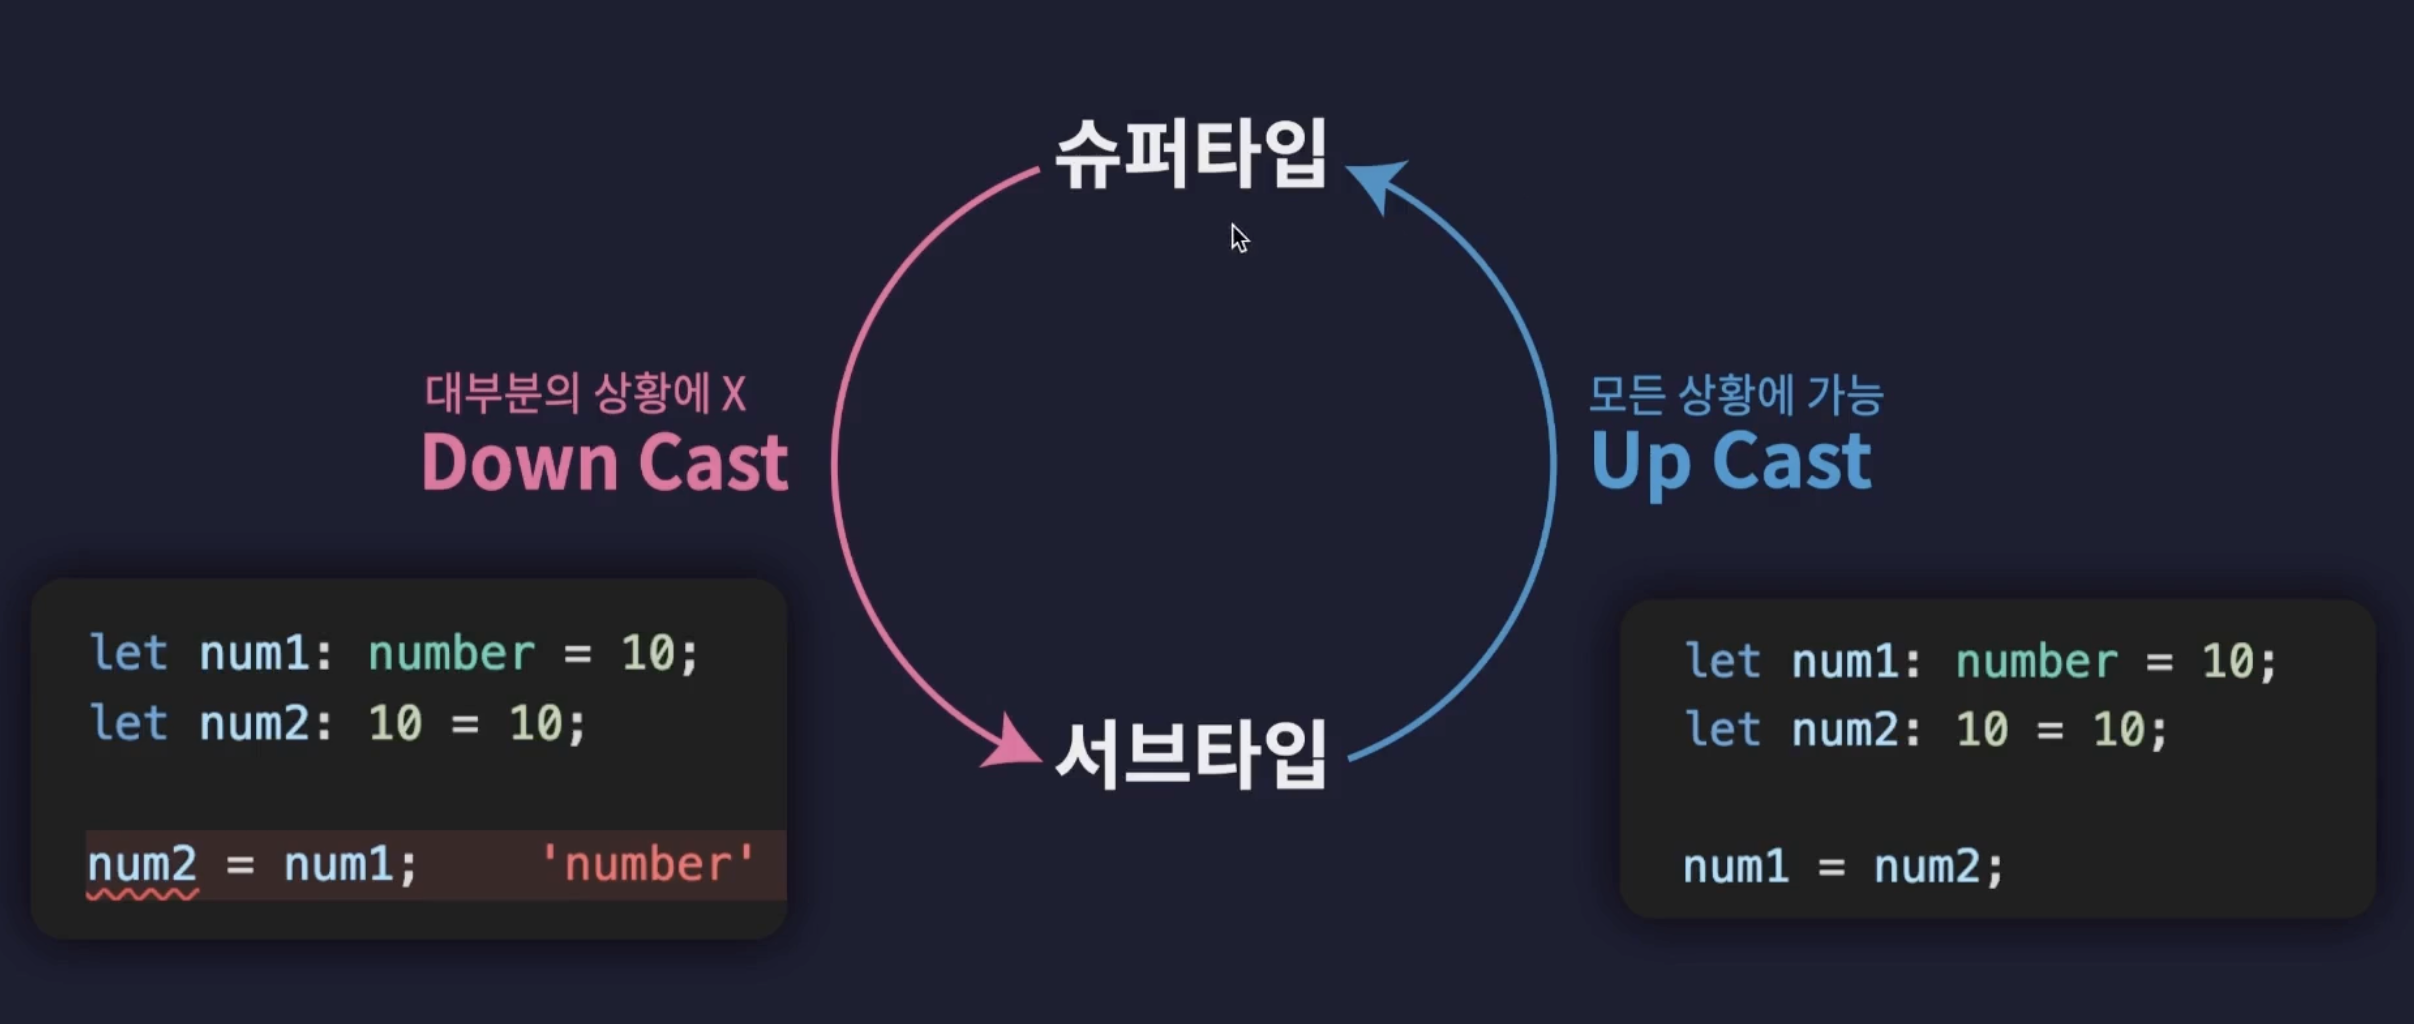 슈퍼타입
대부분의 상황에 X
Down Cast
모든 상황에 가능
Up Cast
서브타입
let num1: number = 10;
let num2: 10 = 10;
num2 = num1; 'number'
let num1: number = 10;
let num2: 10 = 10;
num1 = num2;